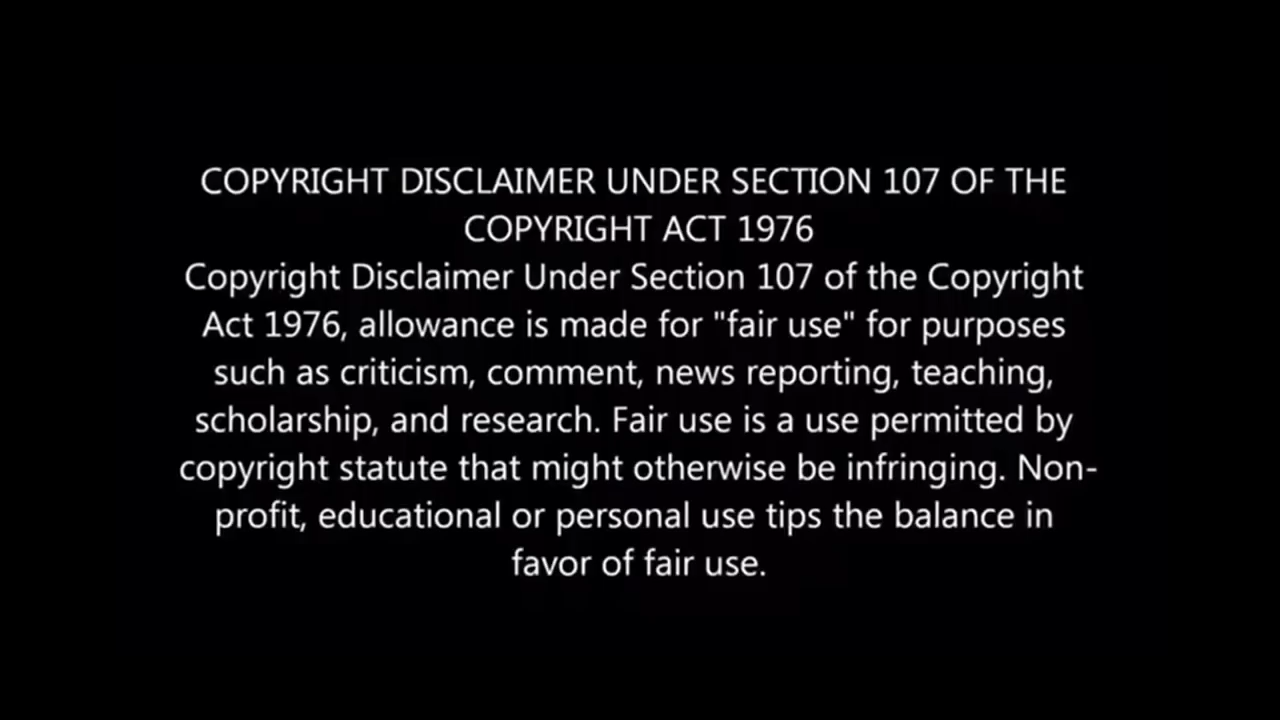 COPYRIGHT DISCLAIMER UNDER SECTION 107 OF THE
COPYRIGHT ACT 1976
Copyright Disclaimer Under Section 107 of the Copyright
Act 1976, allowance is made for "fair use" for purposes
such as criticism, comment, news reporting, teaching,
scholarship, and research. Fair use is a use permitted by
copyright statute that might otherwise be infringing. Non-
profit, educational or personal use tips the balance in
favor of fair use.